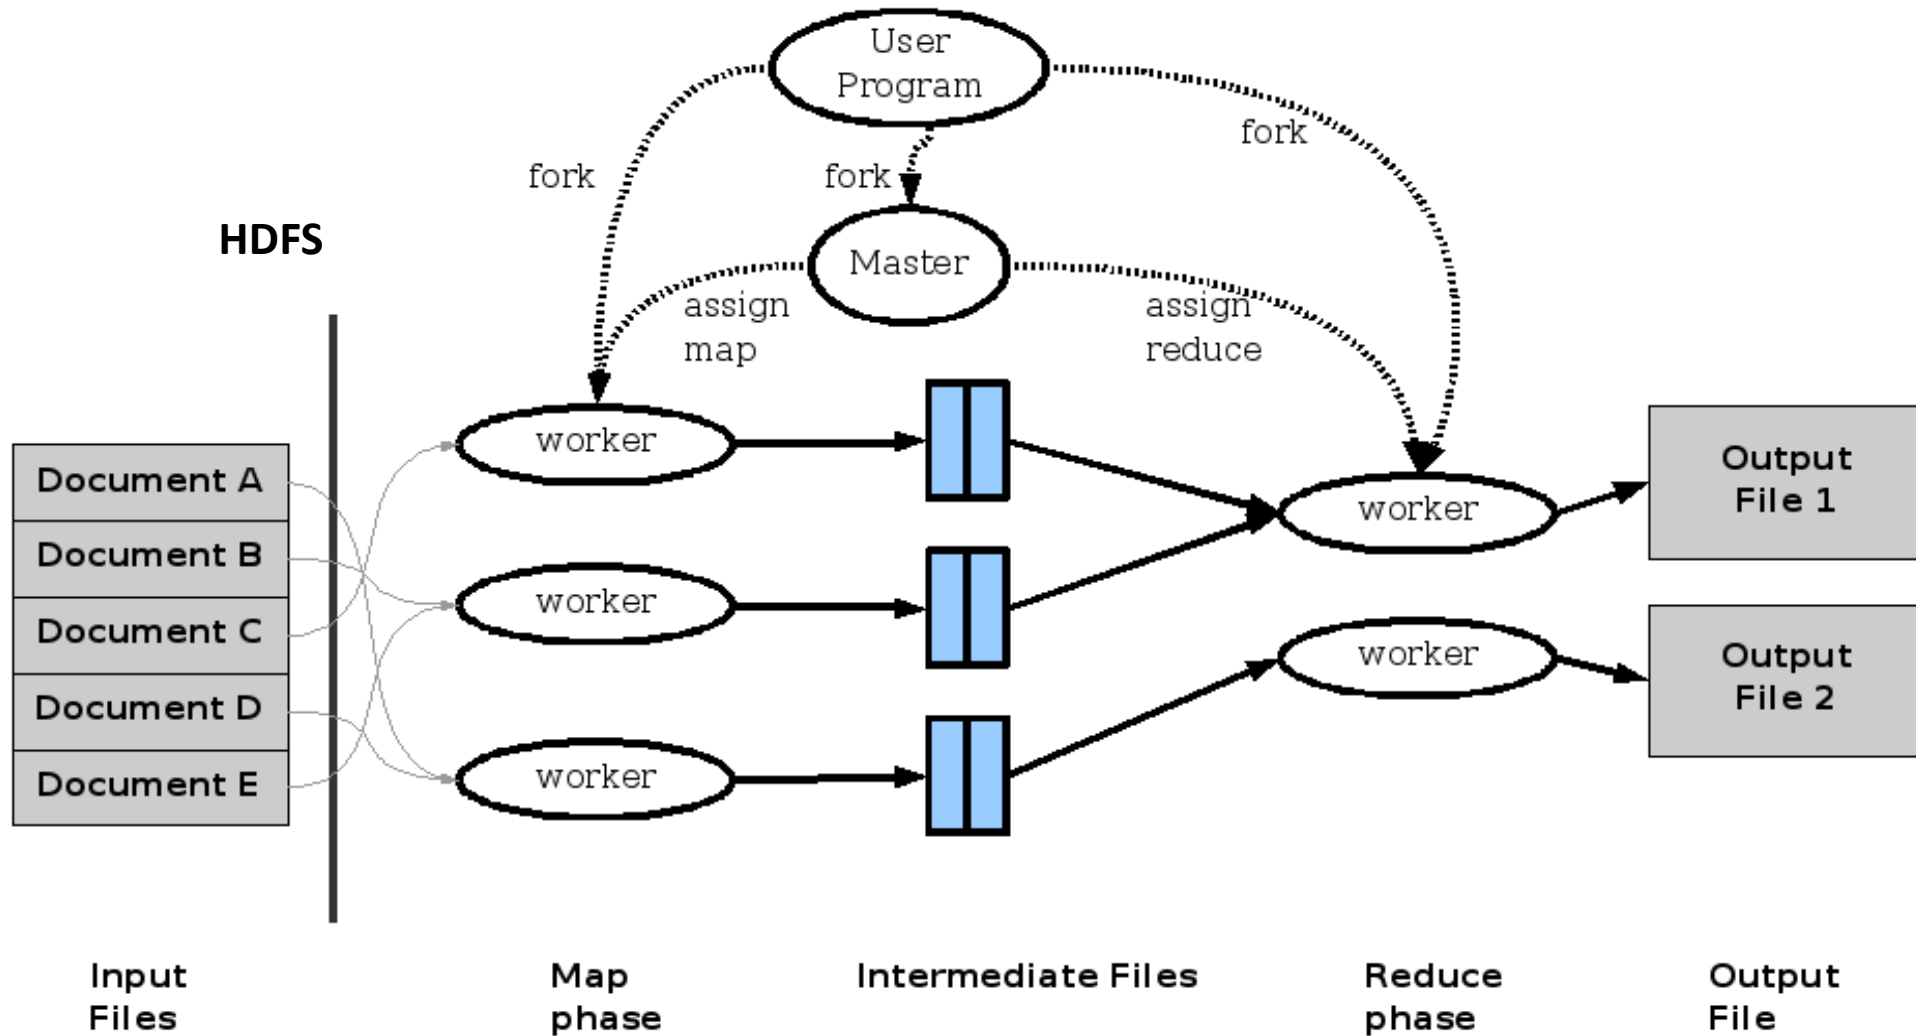 User
Program
fork
fork
fork
HDFS
Master
assign
map
assign
reduce
worker
worker
worker
Document A
Document B
Document C
Document D
Document E
worker
worker
Output
File 1
Output
File 2
Input
Files
Map
phase
Intermediate Files
Reduce
phase
Output
File